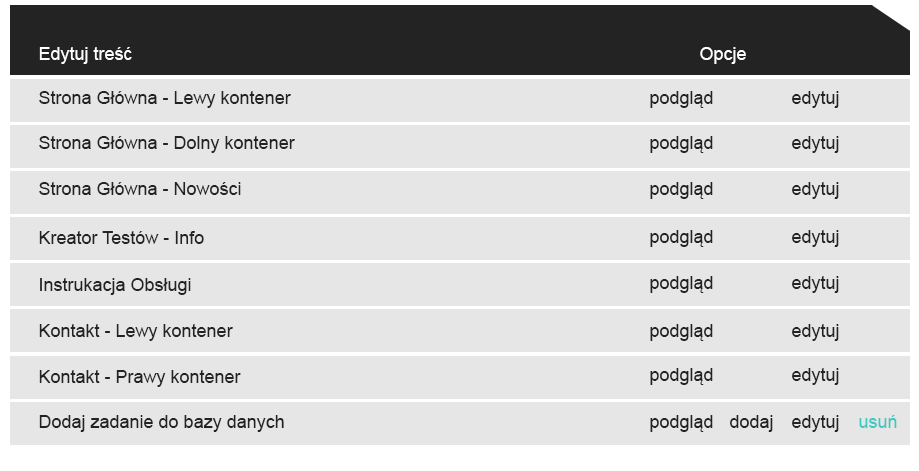 Edytuj treść Opcje
Strona Główna - Lewy kontener podgląd edytuj
Strona Główna - Dolny kontener podgląd edytuj
Strona Główna - Nowości podgląd edytuj
Kreator Testów - Info podgląd edytuj
Instrukacja Obsługi podgląd edytuj
Kontakt - Lewy kontener podgląd edytuj
Kontakt - Prawy kontener podgląd edytuj
Dodaj zadanie do bazy danych podgląd dodaj edytuj usuń